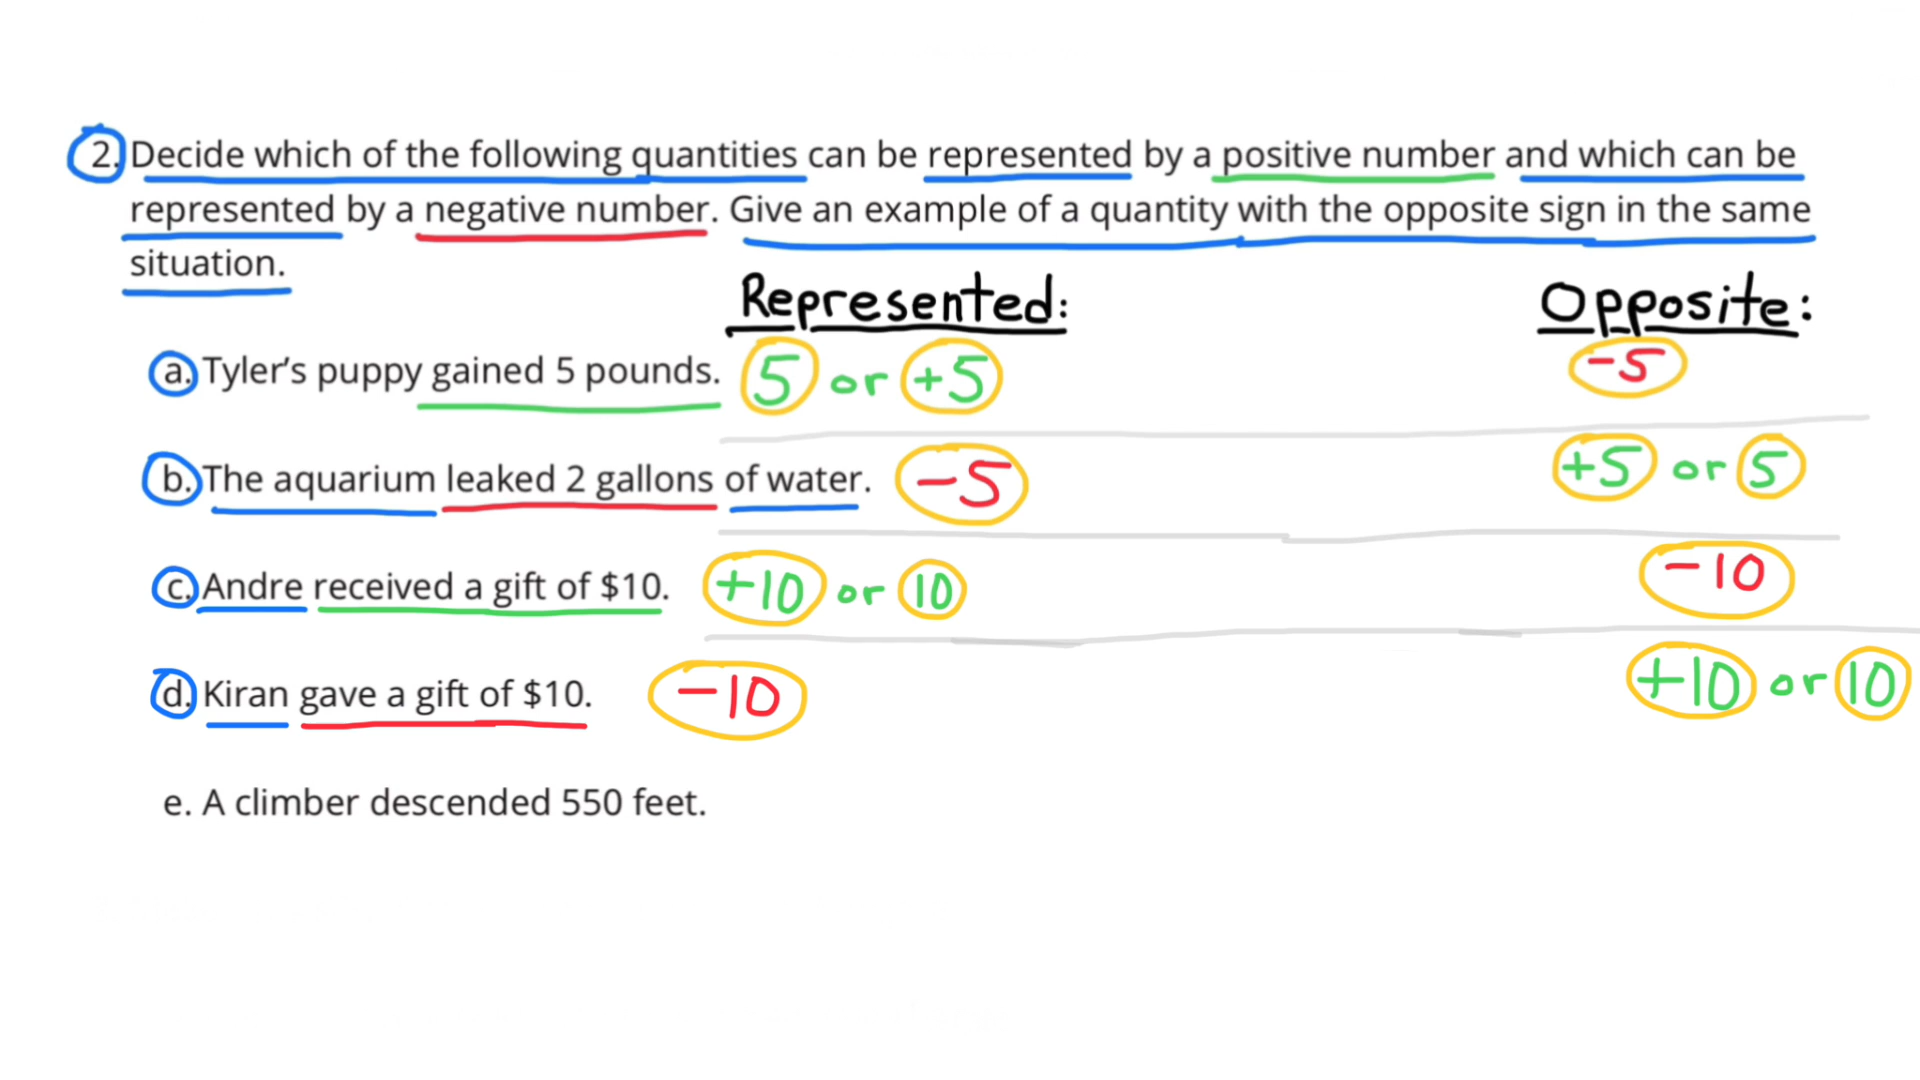 2. Decide which of the following quantities can be represented by a positive number and which can be
represented by a negative number. Give an example of a quantity with the opposite sign in the same
situation.
Represented: Opposite:
a. Tyler’s puppy gained 5 pounds. 5 or +5 -5
b. The aquarium leaked 2 gallons of water. -5 +5 or 5
c. Andre received a gift of $10. +10 or 10 -10
d. Kiran gave a gift of $10. -10 +10 or 10
e. A climber descended 550 feet.